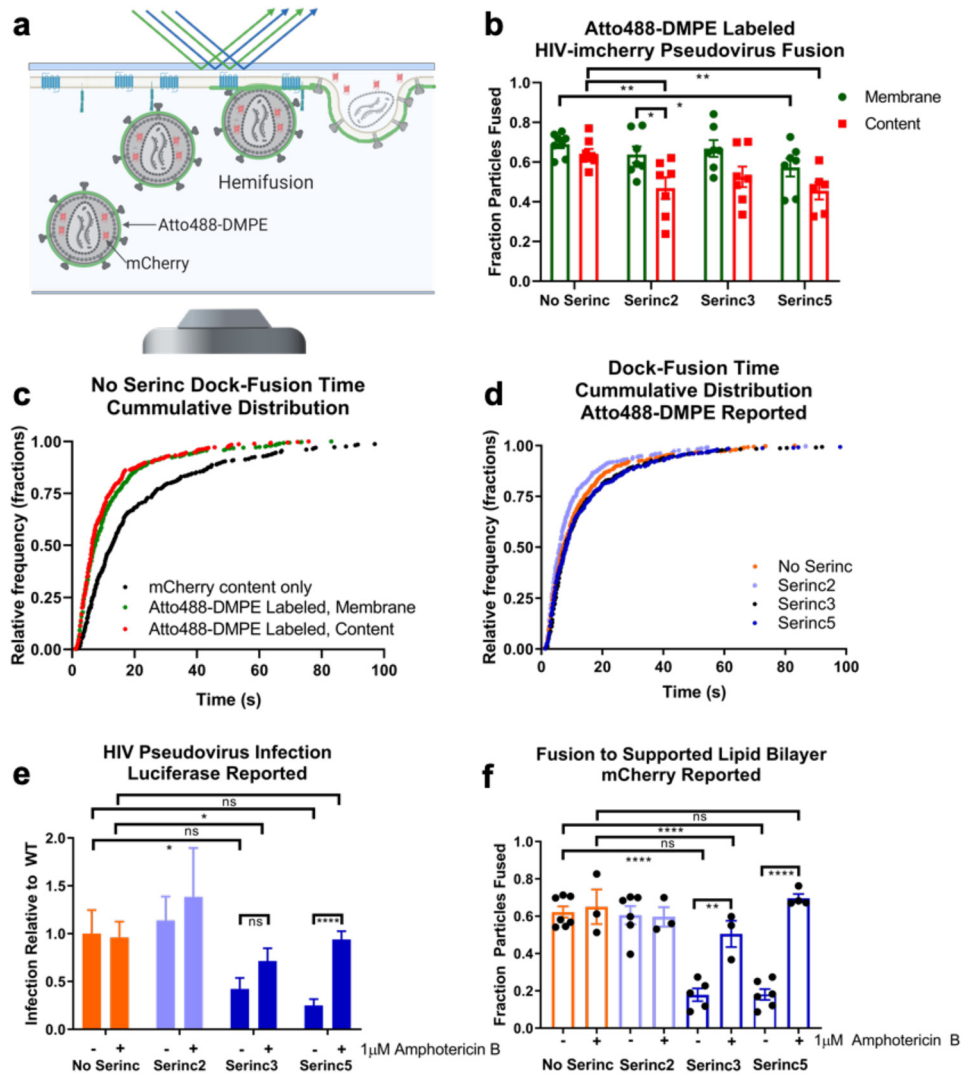 a
Hemifusion
Atto488-DMPE
mCherry
b
Atto488-DMPE Labeled
HIV-imcherry Pseudovirus Fusion
Fraction Particles Fused
1.0
0.8
0.6
0.4
0.2
0.0
**
**
*
*
Membrane
Content
No Serinc Serinc2 Serinc3 Serinc5
c
No Serinc Dock-Fusion Time
Cummulative Distribution
Relative frequency (fractions)
1.00
0.75
0.50
0.25
0.00
mCherry content only
Atto488-DMPE Labeled, Membrane
Atto488-DMPE Labeled, Content
0 20 40 60 80 100
Time (s)
d
Dock-Fusion Time
Cummulative Distribution
Atto488-DMPE Reported
Relative frequency (fractions)
1.00
0.75
0.50
0.25
0.00
No Serinc
Serinc2
Serinc3
Serinc5
0 20 40 60 80 100
Time (s)
e
HIV Pseudovirus Infection
Luciferase Reported
Infection Relative to WT
2.0
1.5
1.0
0.5
0.0
ns
*
ns
*
ns
****
- + - + - + - + 1μM Amphotericin B
No Serinc Serinc2 Serinc3 Serinc5
f
Fusion to Supported Lipid Bilayer
mCherry Reported
Fraction Particles Fused
1.0
0.8
0.6
0.4
0.2
0.0
ns
****
ns
****
**
****
- + - + - + - + 1μM Amphotericin B
No Serinc Serinc2 Serinc3 Serinc5